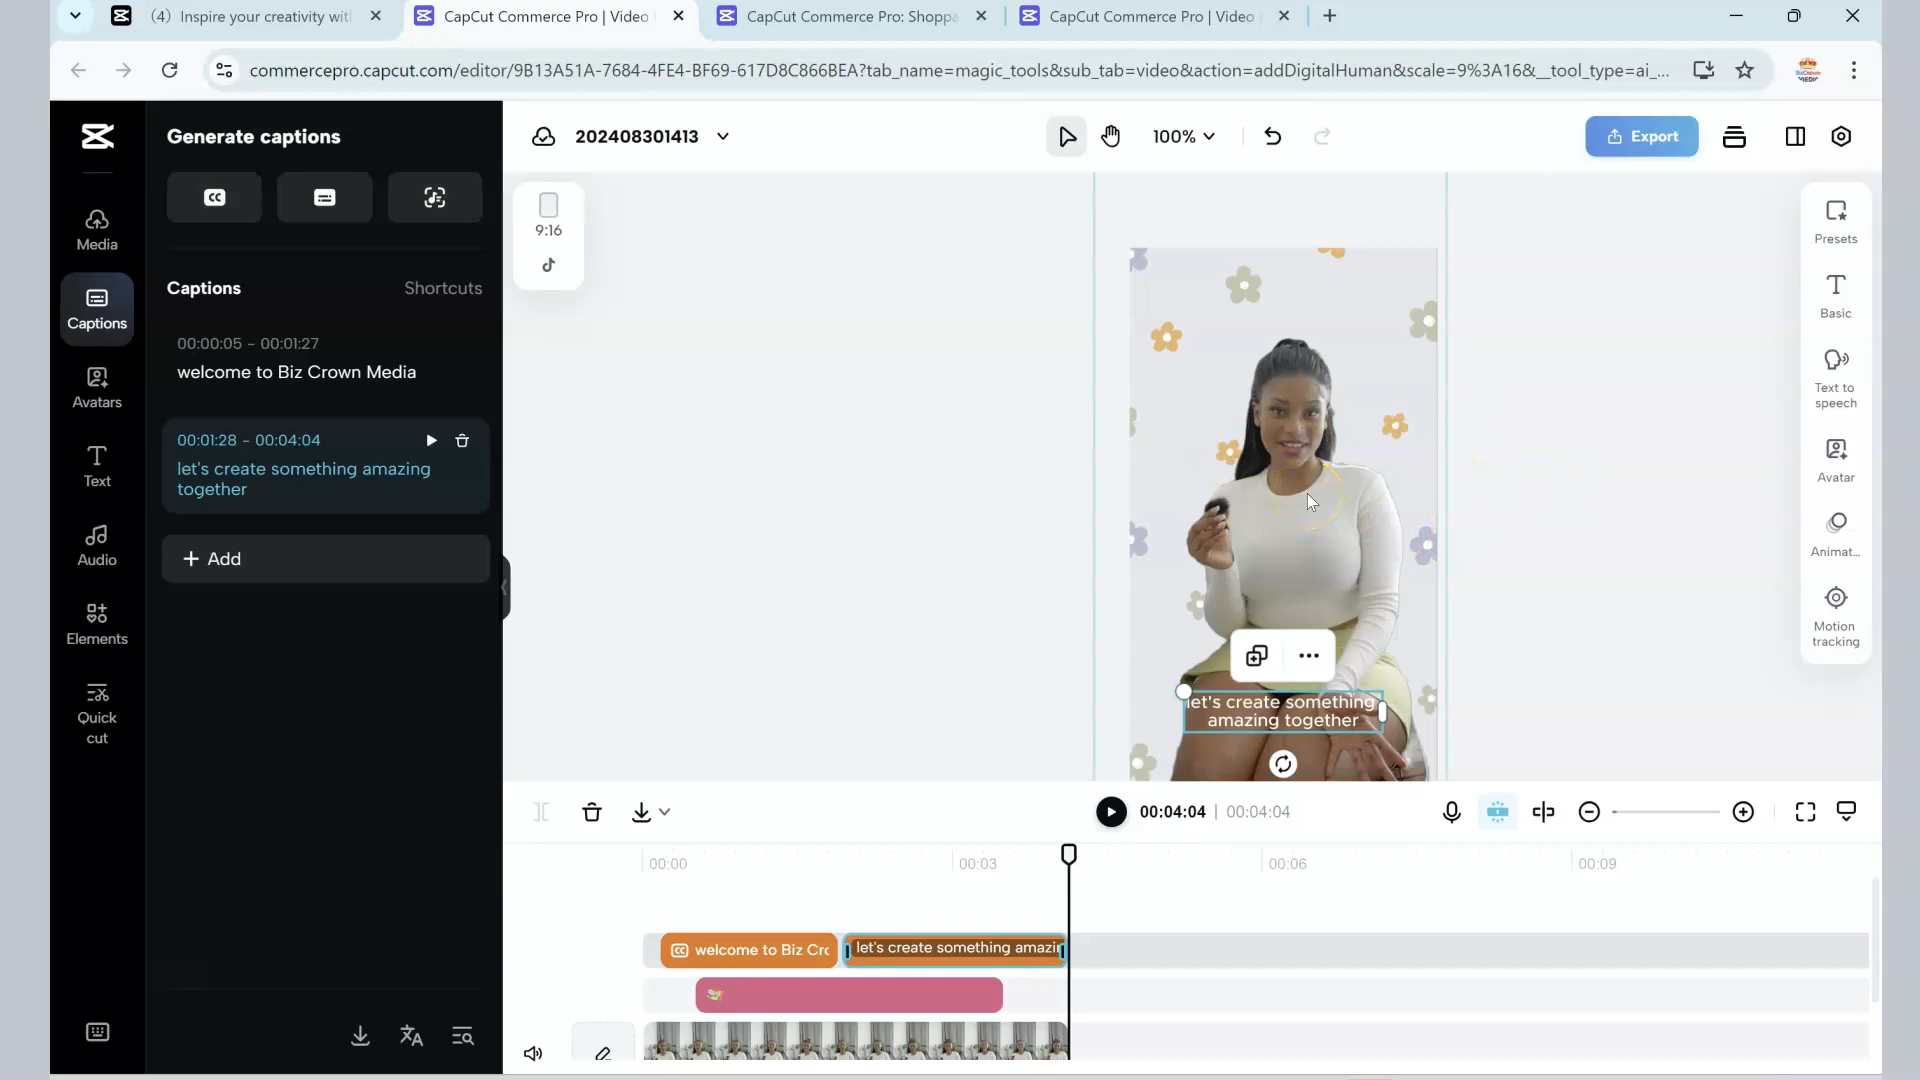 (4) Inspire your creativity wit
CapCut Commerce Pro | Video
CapCut Commerce Pro: Shoppa
CapCut Commerce Pro | Video
commercepro.capcut.com/editor/9B13A51A-7684-4FE4-BF69-617D8C866BEA?tab_name=magic_tools&sub_tab=video&action=addDigitalHuman&scale=9%3A16&__tool_type=ai_...
Generate captions
202408301413
100%
Export
CC
9:16
Media
Captions
Avatars
Text
Audio
Elements
Quick
cut
Captions
Shortcuts
00:00:05 – 00:01:27
welcome to Biz Crown Media
00:01:28 – 00:04:04
let's create something amazing
together
+ Add
Presets
Basic
Text to
speech
Avatar
Animat...
Motion
tracking
let's create something
amazing together
00:04:04 | 00:04:04
00:00
00:03
00:06
00:09
CC welcome to Biz Cro
let's create something amazin